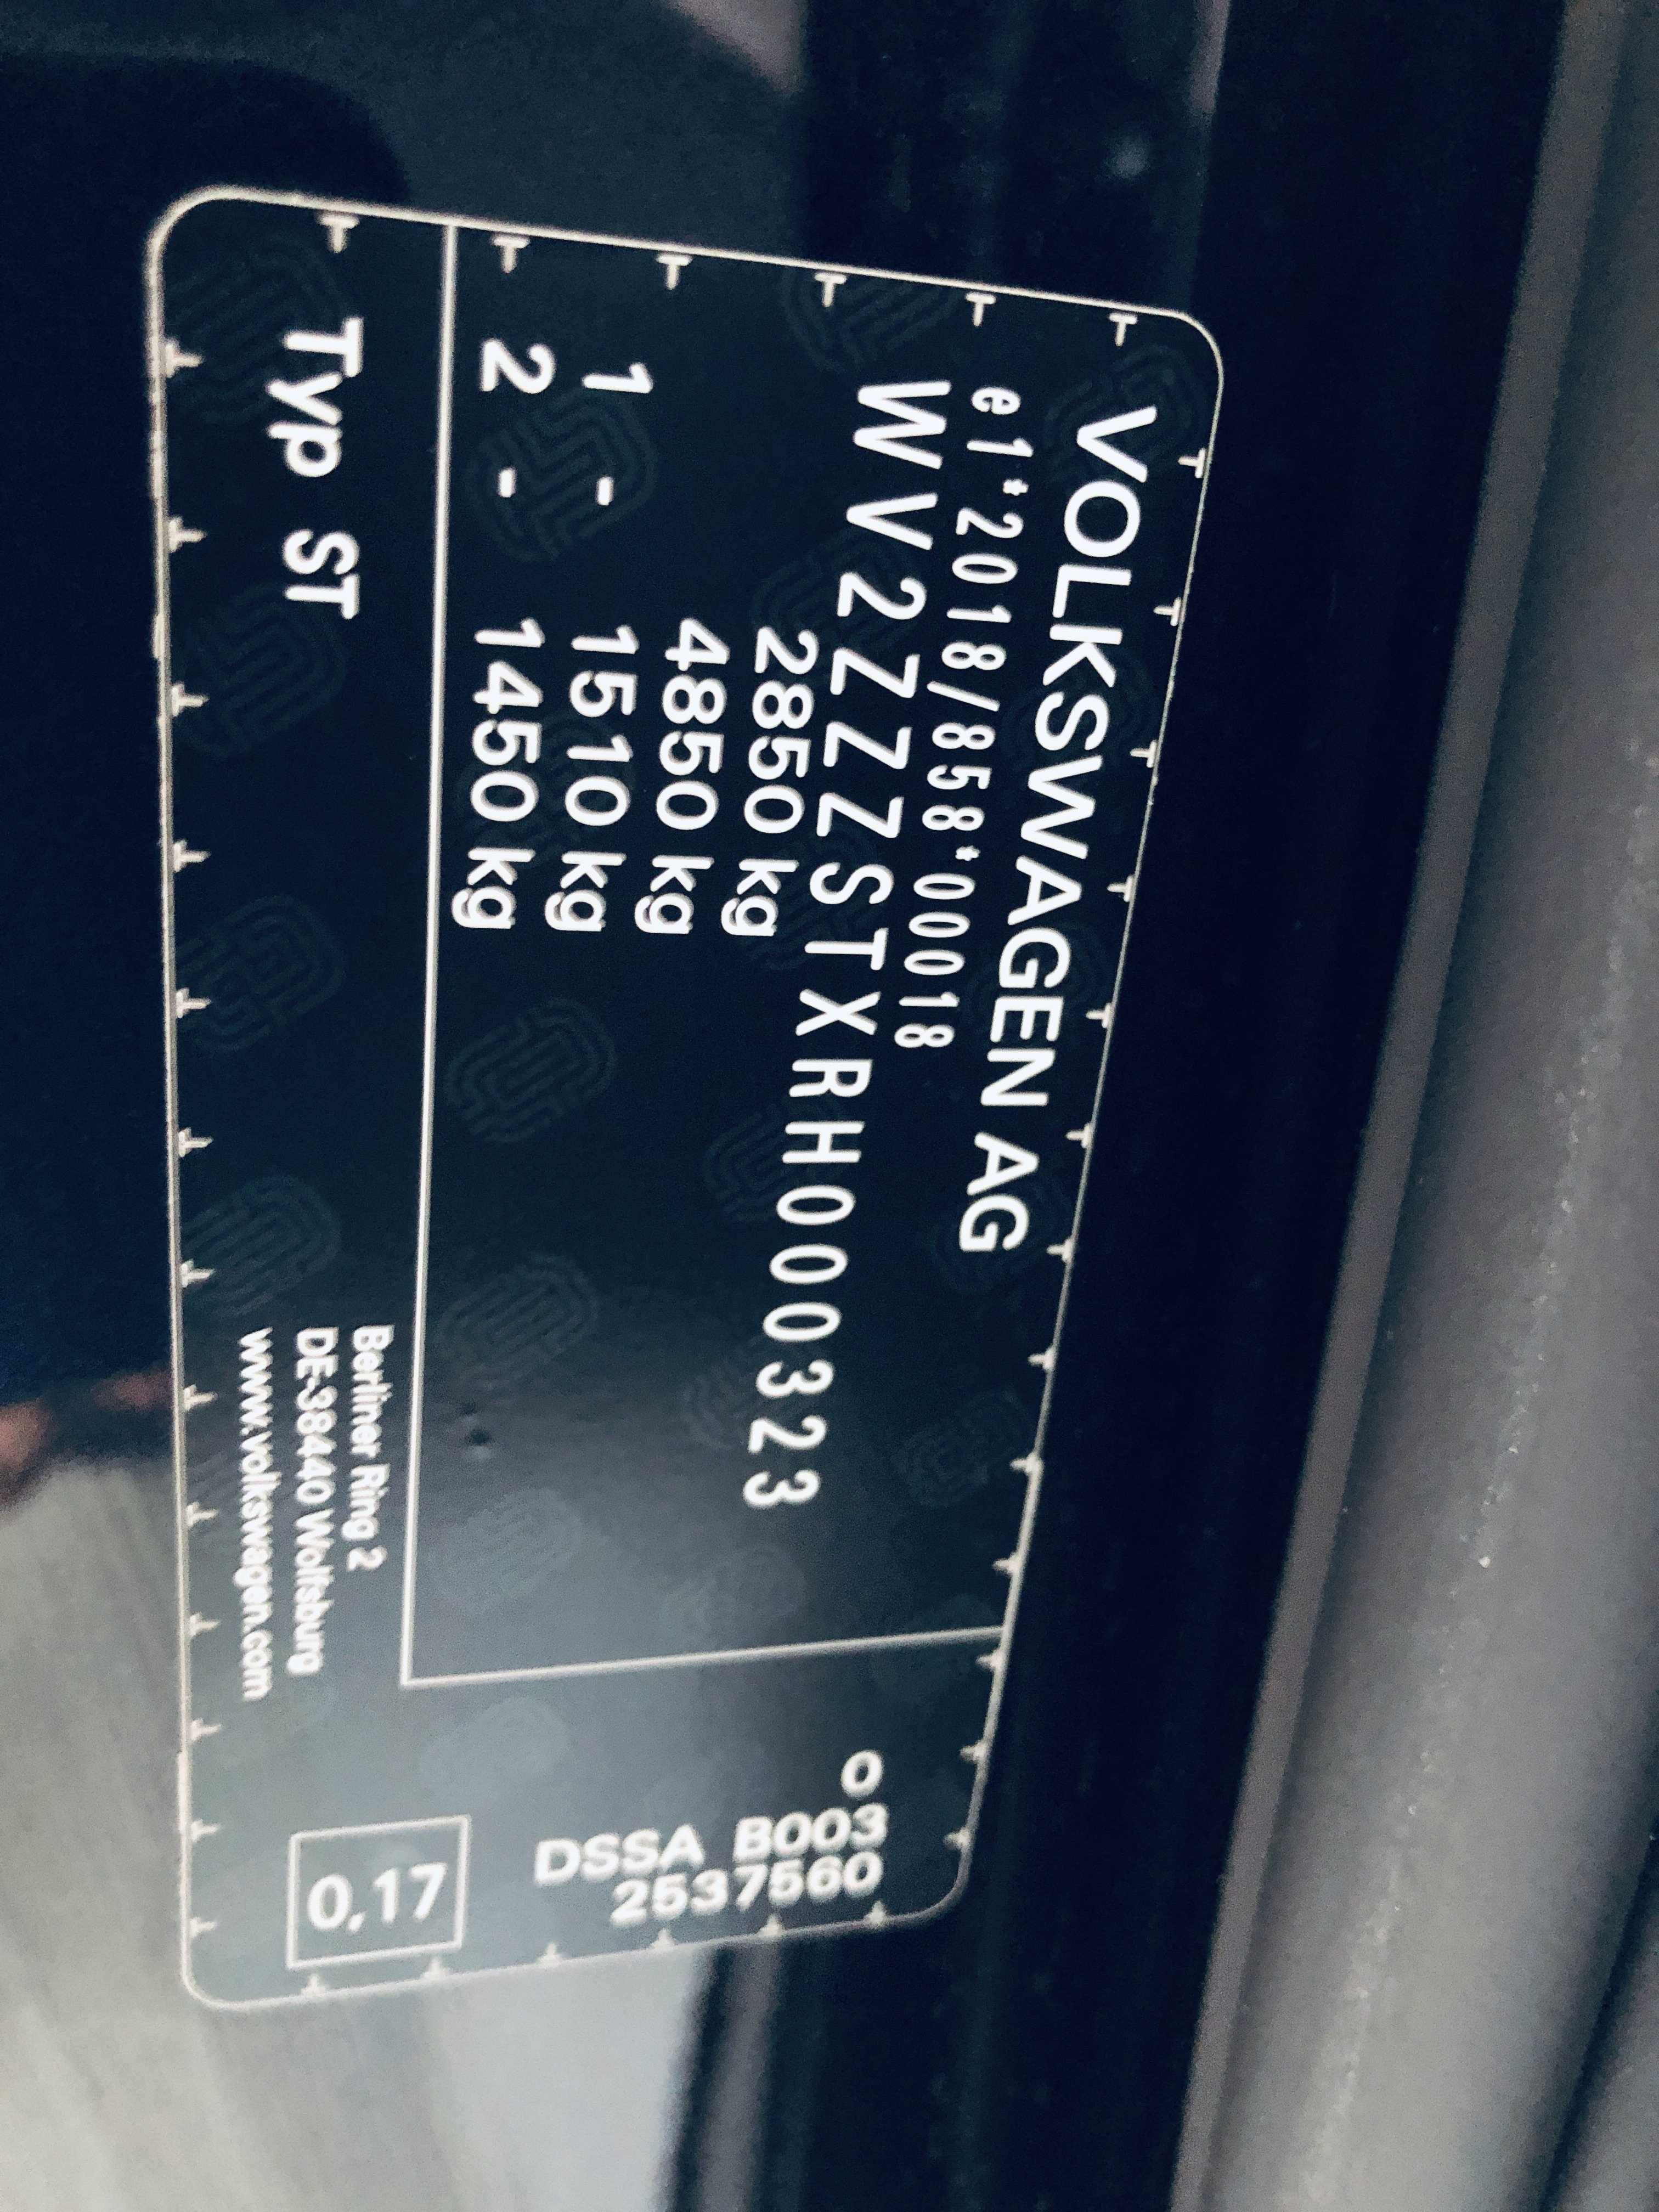 VOLKSWAGEN AG
e1*2018/858*00018
WV2ZZZSTXRH000323
2850 kg
4850 kg
1 - 1510 kg
2 - 1450 kg
Typ ST
Berliner Ring 2
DE-38440 Wolfsburg
www.volkswagen.com
0
DSSA B003
2537560
0,17